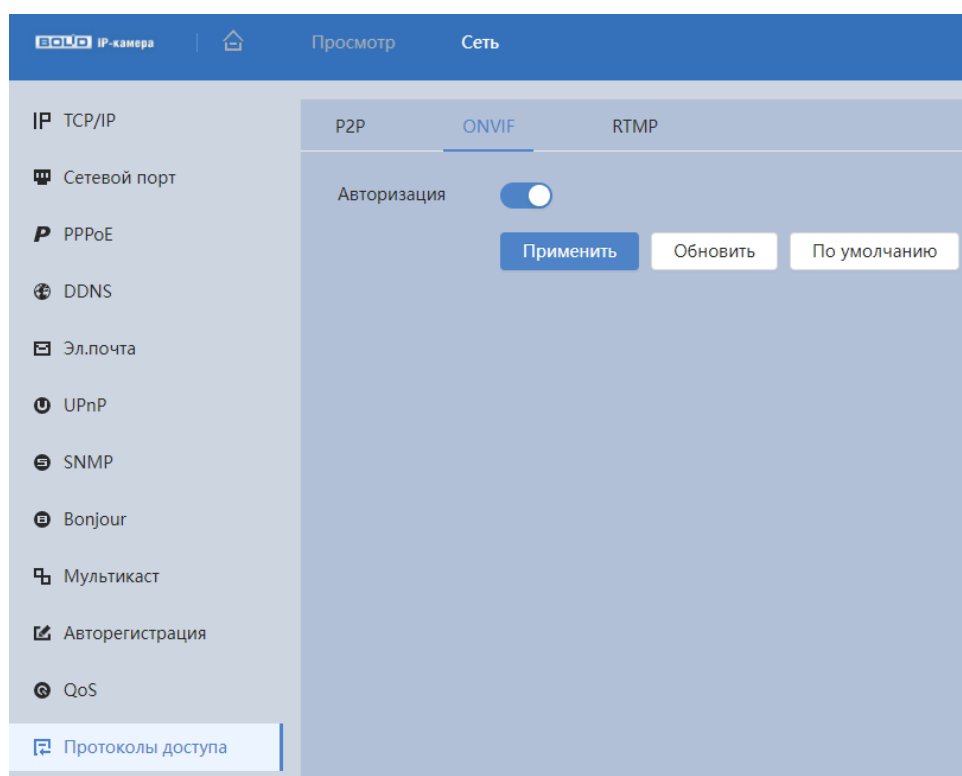 BOLID IP-камера Просмотр Сеть
IP TCP/IP
P2P ONVIF RTMP
Сетевой порт
Авторизация
PPPoE
Применить Обновить По умолчанию
DDNS
Эл.почта
UPnP
SNMP
Bonjour
Мультикаст
Авторегистрация
QoS
Протоколы доступа